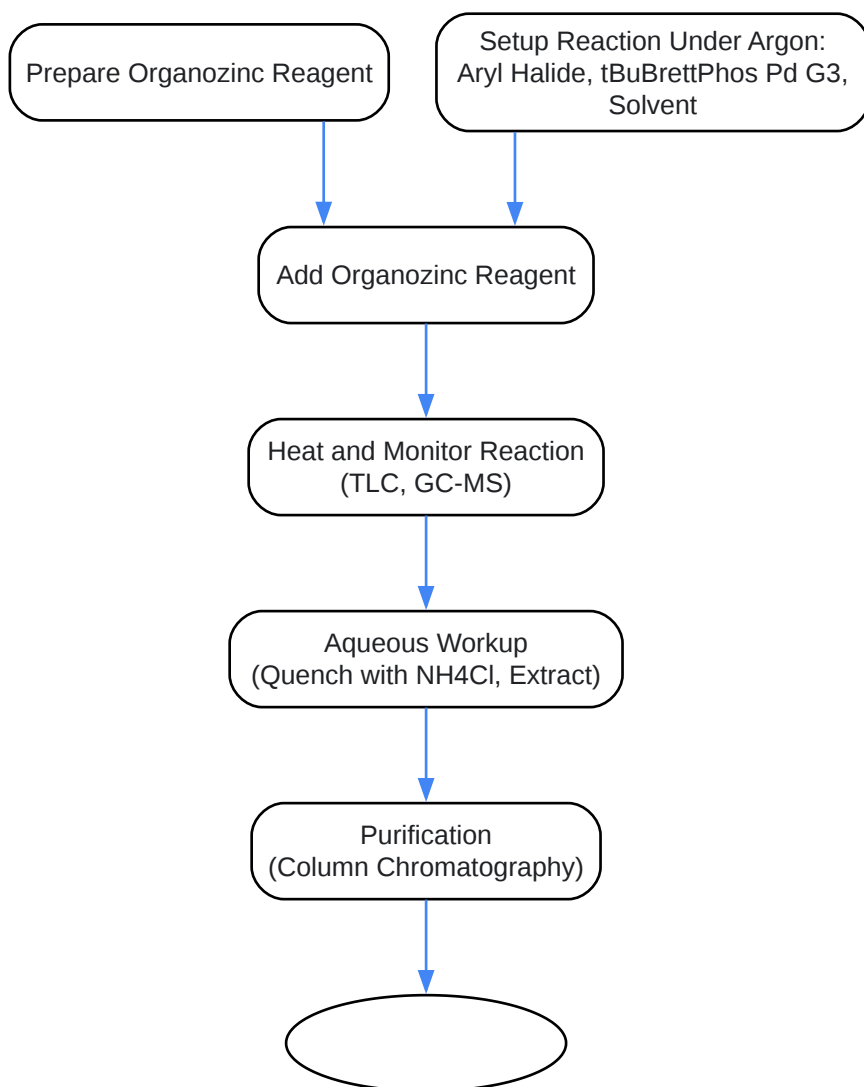 Prepare Organozinc Reagent
Setup Reaction Under Argon:
Aryl Halide, tBuBrettPhos Pd G3,
Solvent
Add Organozinc Reagent
Heat and Monitor Reaction
(TLC, GC-MS)
Aqueous Workup
(Quench with NH4Cl, Extract)
Purification
(Column Chromatography)